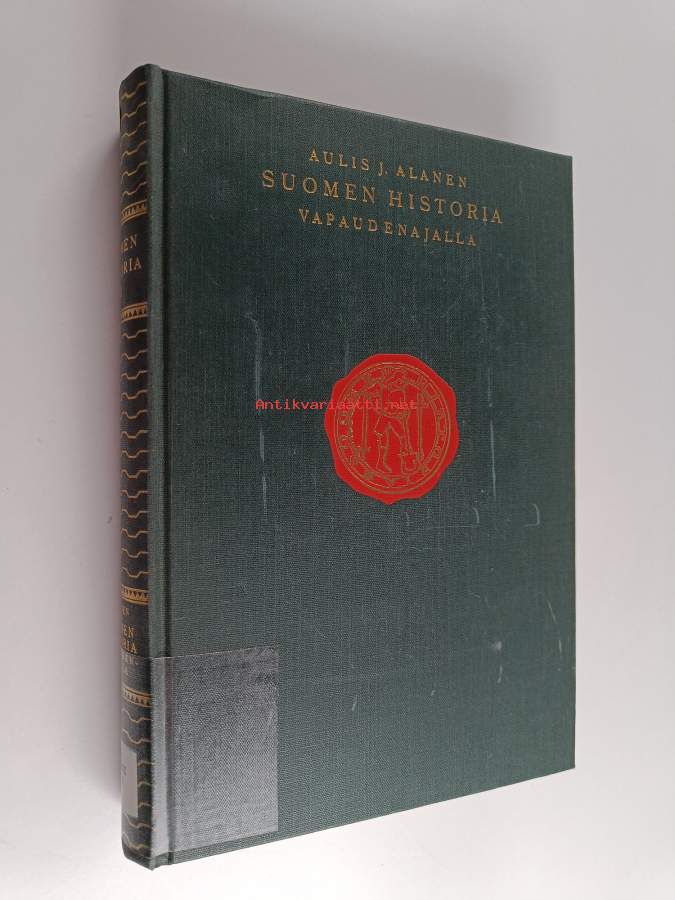 AULIS J. ALANEN
SUOMEN HISTORIA
VAPAUDENAJALLA
Antikvariaatti.net